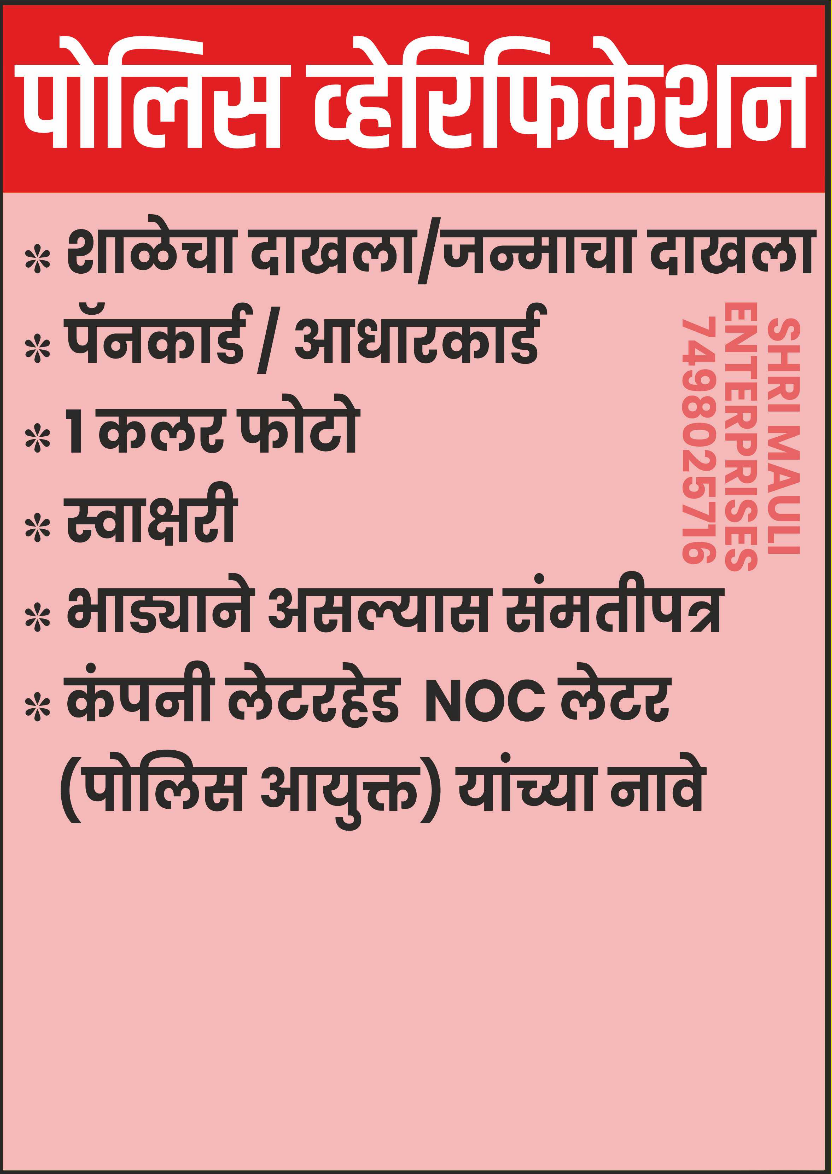 पोलिस व्हेरिफिकेशन
* शाळेचा दाखला/जन्माचा दाखला
* पॅनकार्ड / आधारकार्ड
* 1 कलर फोटो
* स्वाक्षरी
* भाड्याने असल्यास संमतीपत्र
* कंपनी लेटरहेड NOC लेटर
(पोलिस आयुक्त) यांच्या नावे
SHRI MAULI
ENTERPRISES
7498025716